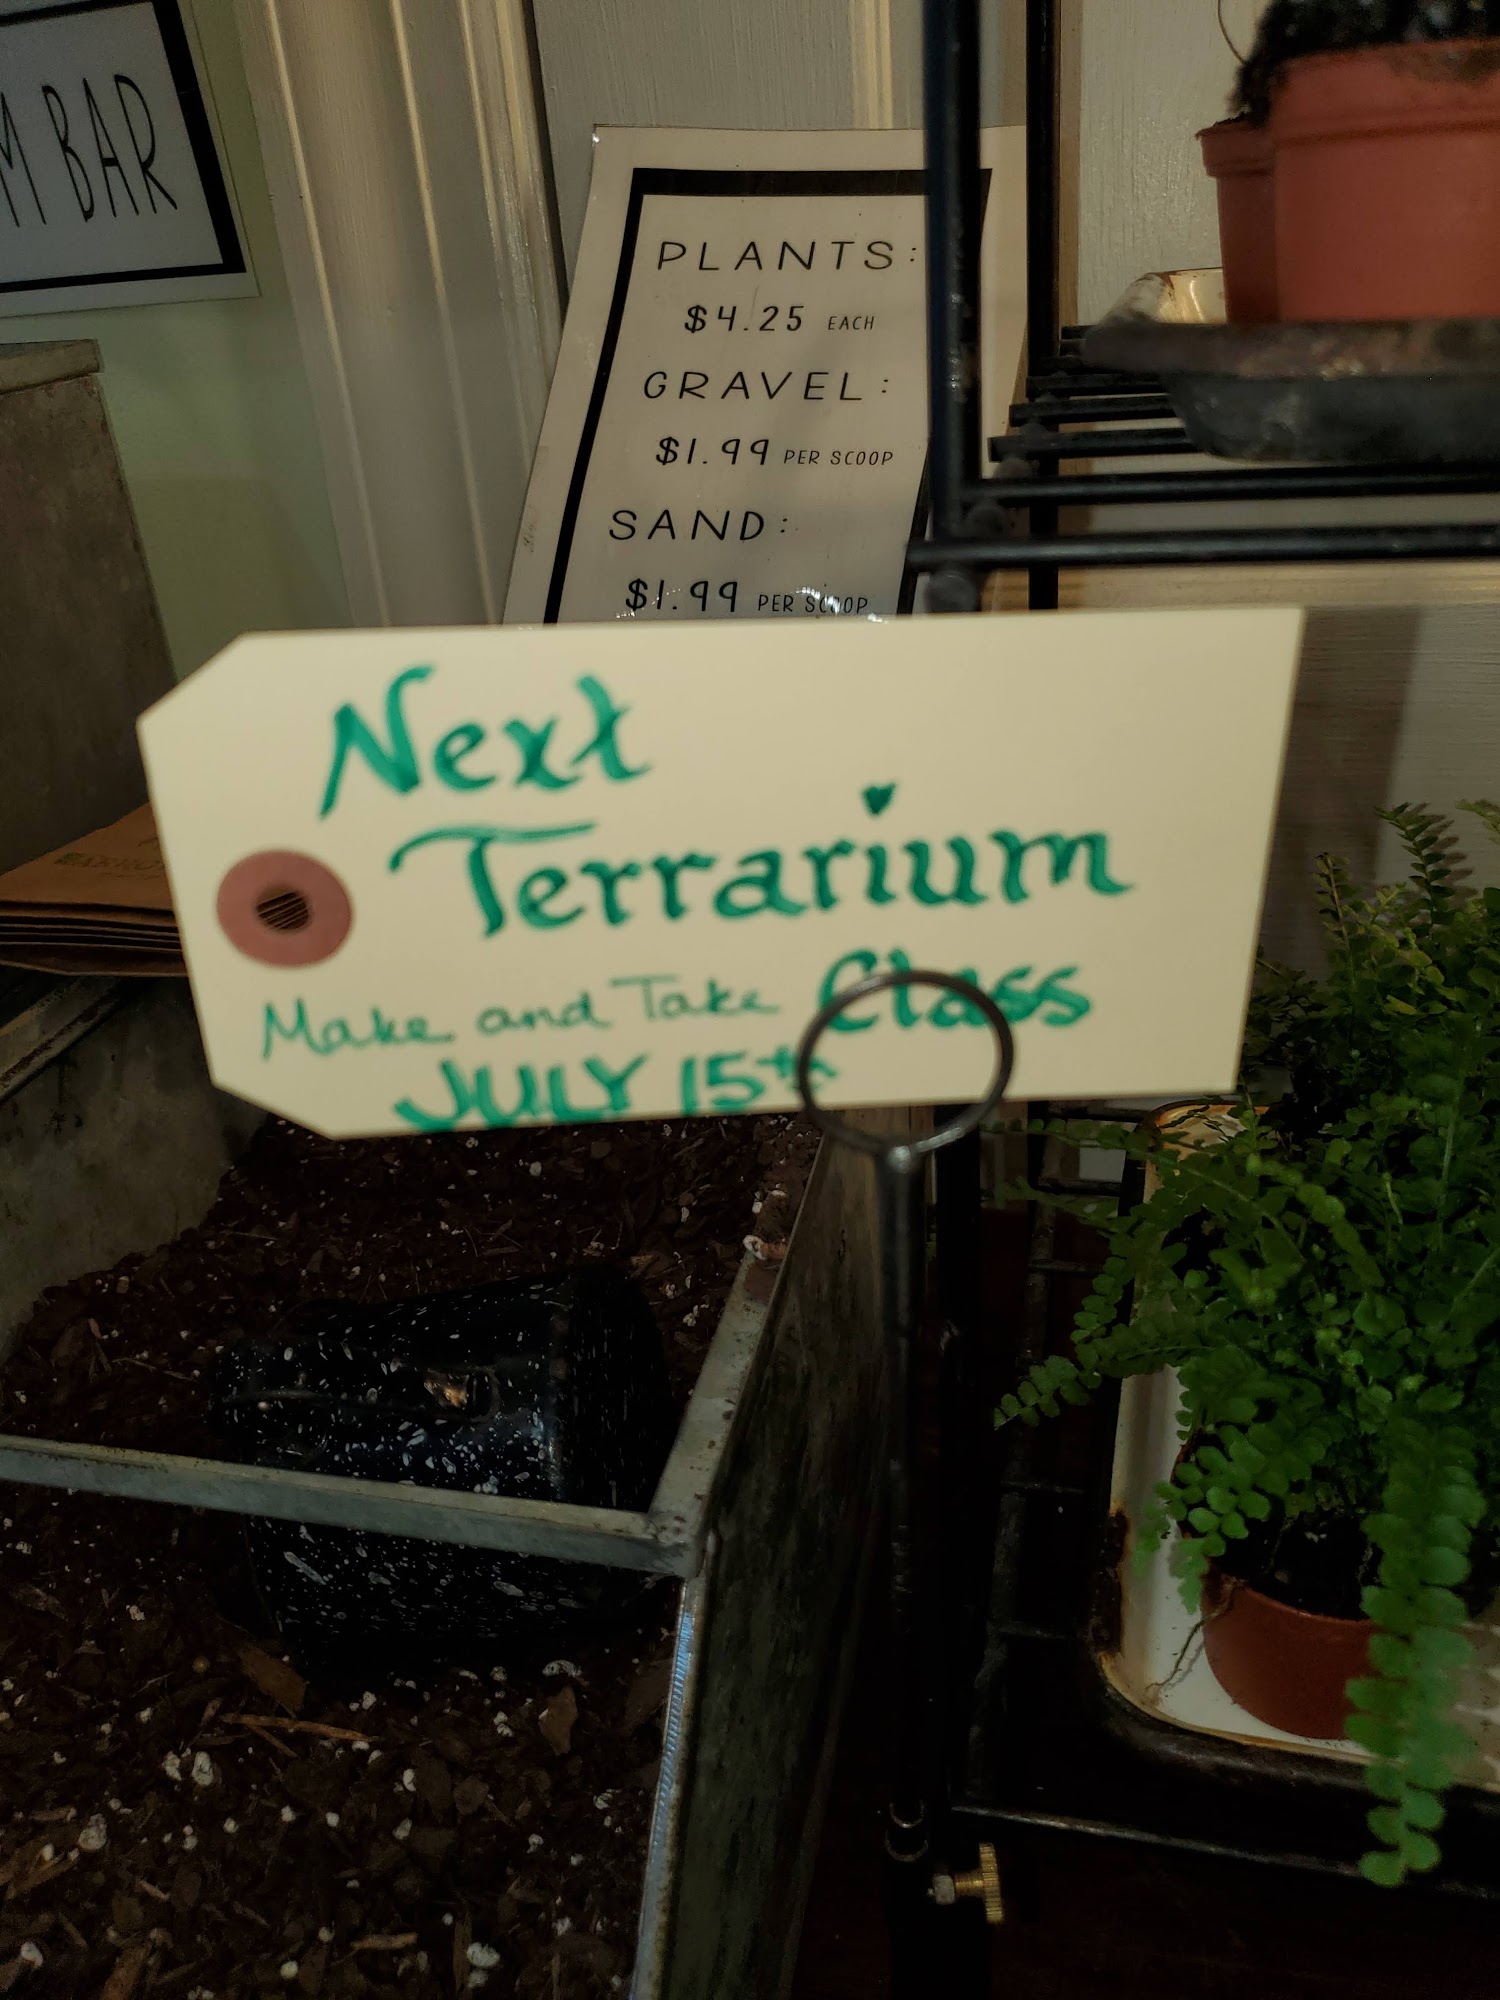 M BAR
PLANTS:
$4.25 EACH
GRAVEL:
$1.99 PER SCOOP
SAND:
$1.99 PER SCOOP
Next
Terrarium
Make and Take Class
JULY 15th